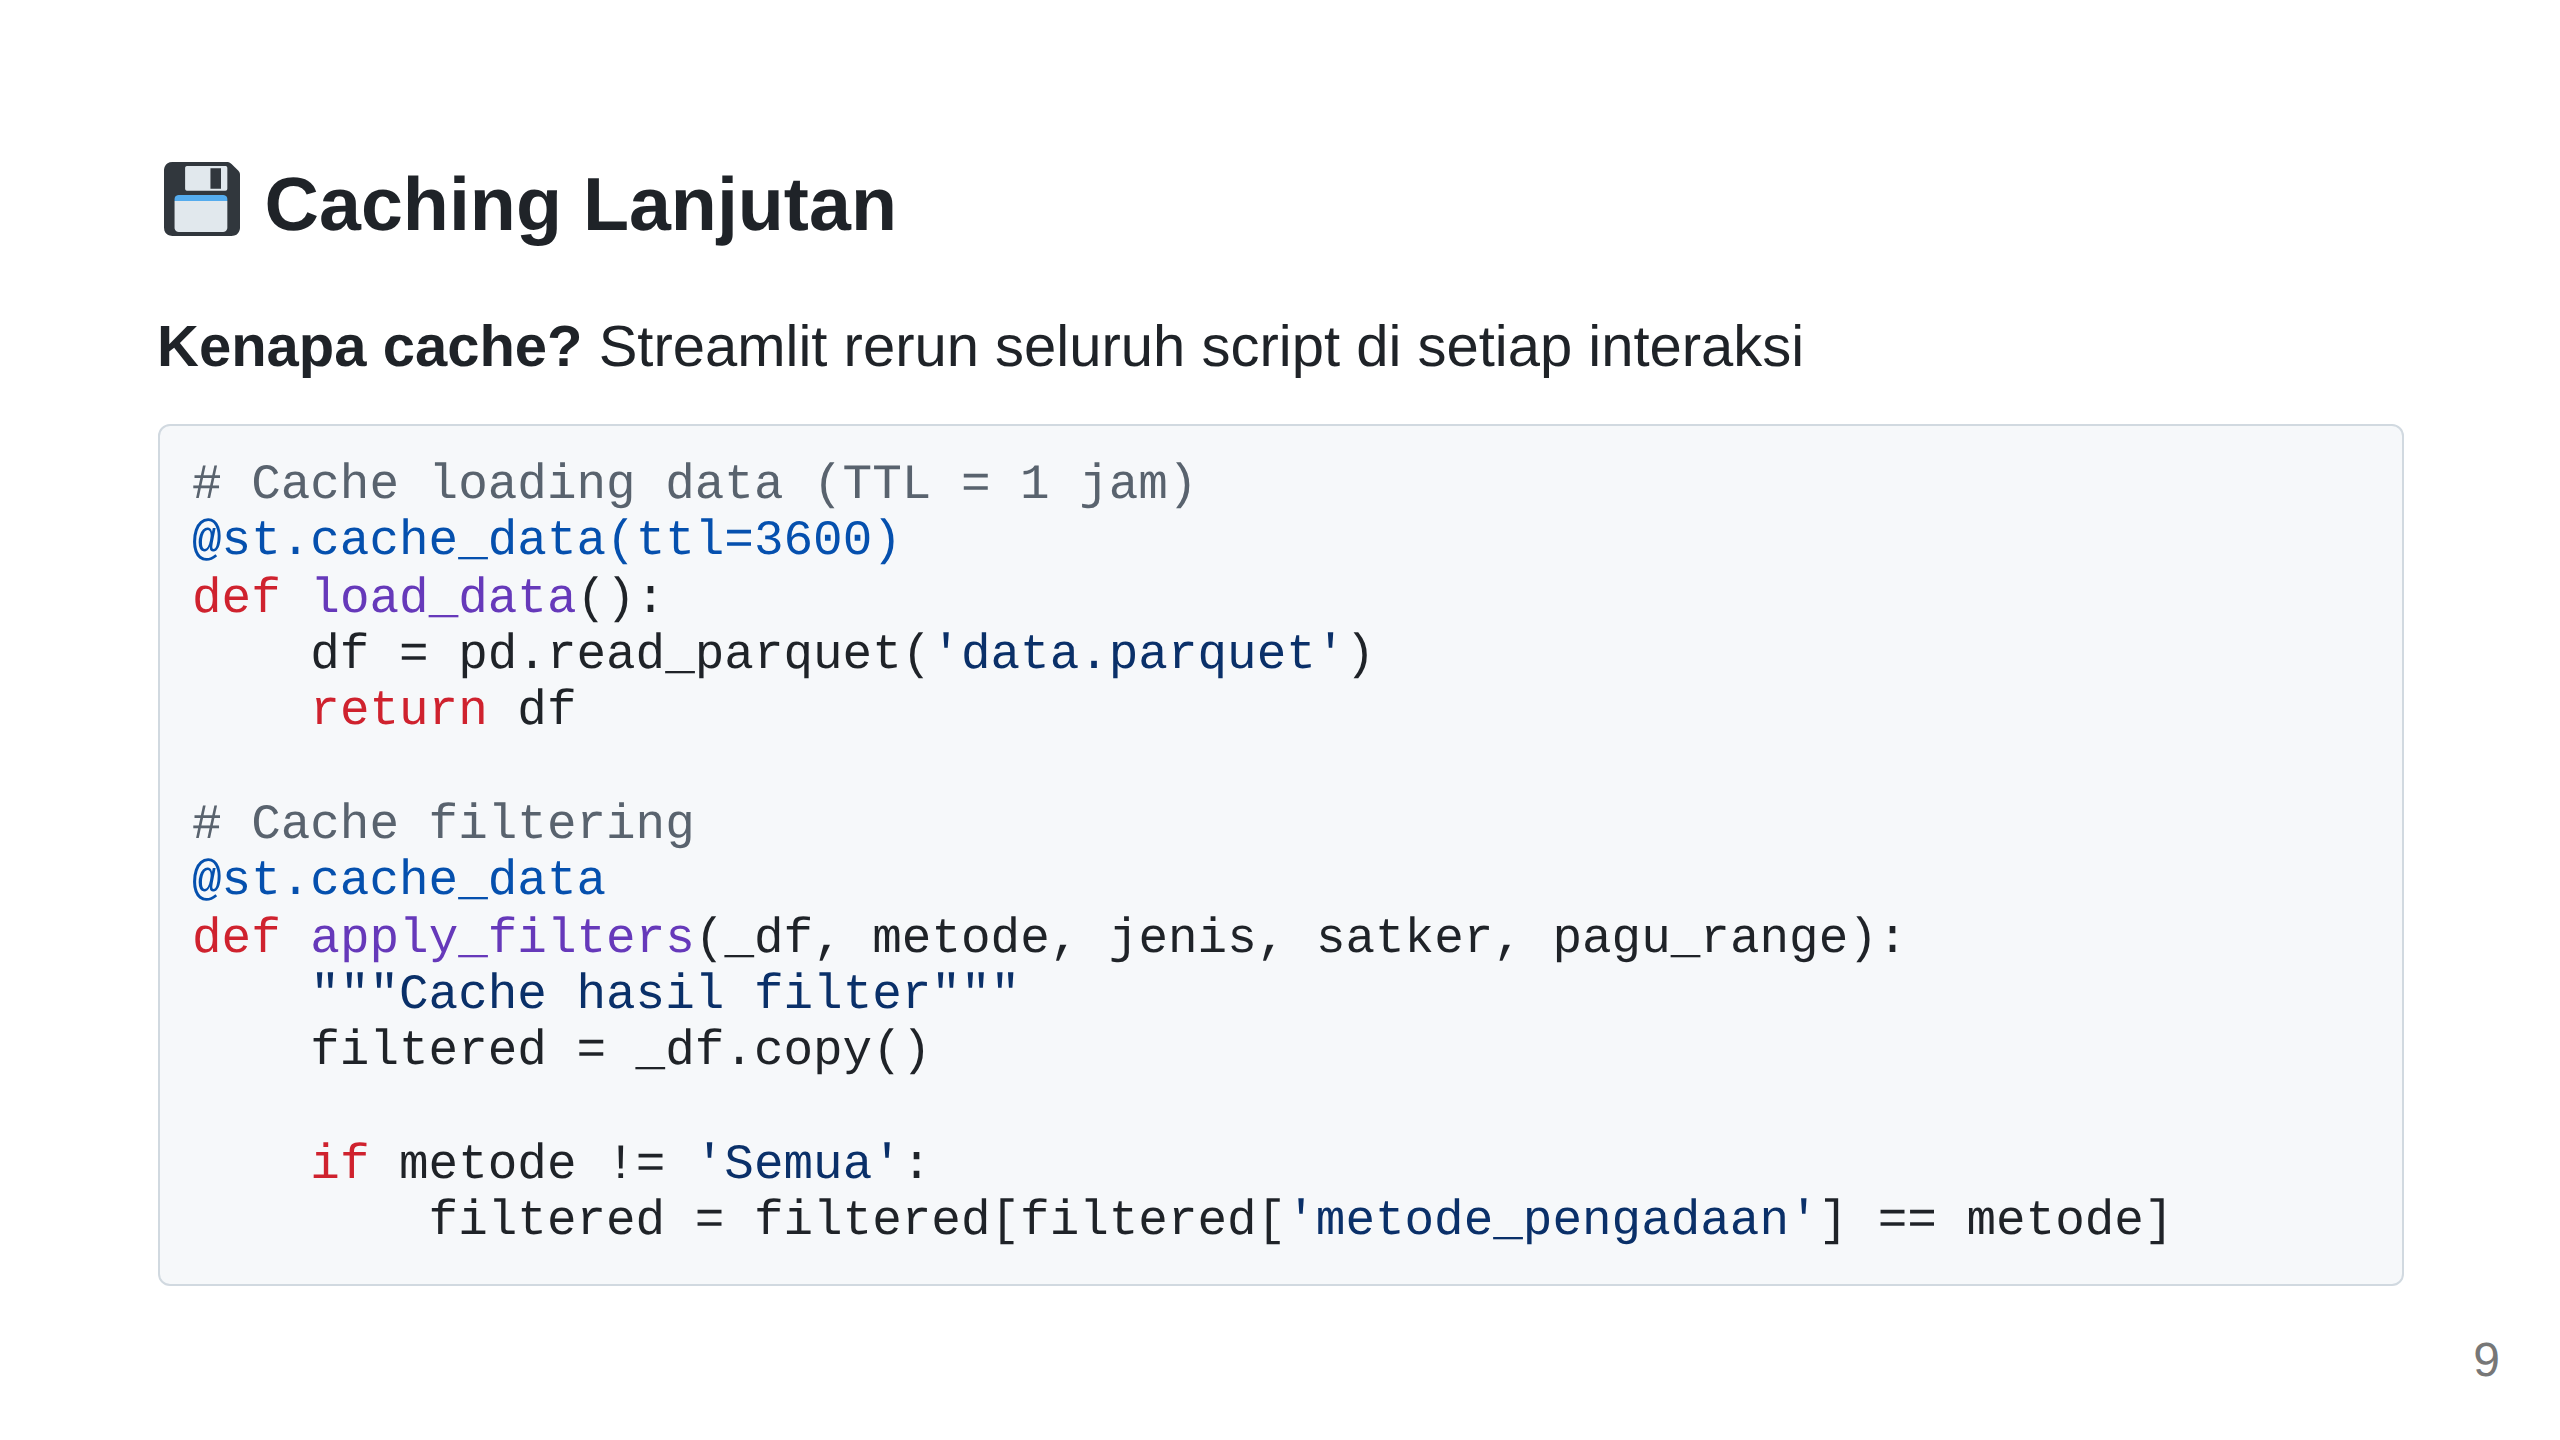 💾 Caching Lanjutan
Kenapa cache? Streamlit rerun seluruh script di setiap interaksi
# Cache loading data (TTL = 1 jam)
@st.cache_data(ttl=3600)
def load_data():
    df = pd.read_parquet('data.parquet')
    return df

# Cache filtering
@st.cache_data
def apply_filters(_df, metode, jenis, satker, pagu_range):
    """Cache hasil filter"""
    filtered = _df.copy()

    if metode != 'Semua':
        filtered = filtered[filtered['metode_pengadaan'] == metode]
9